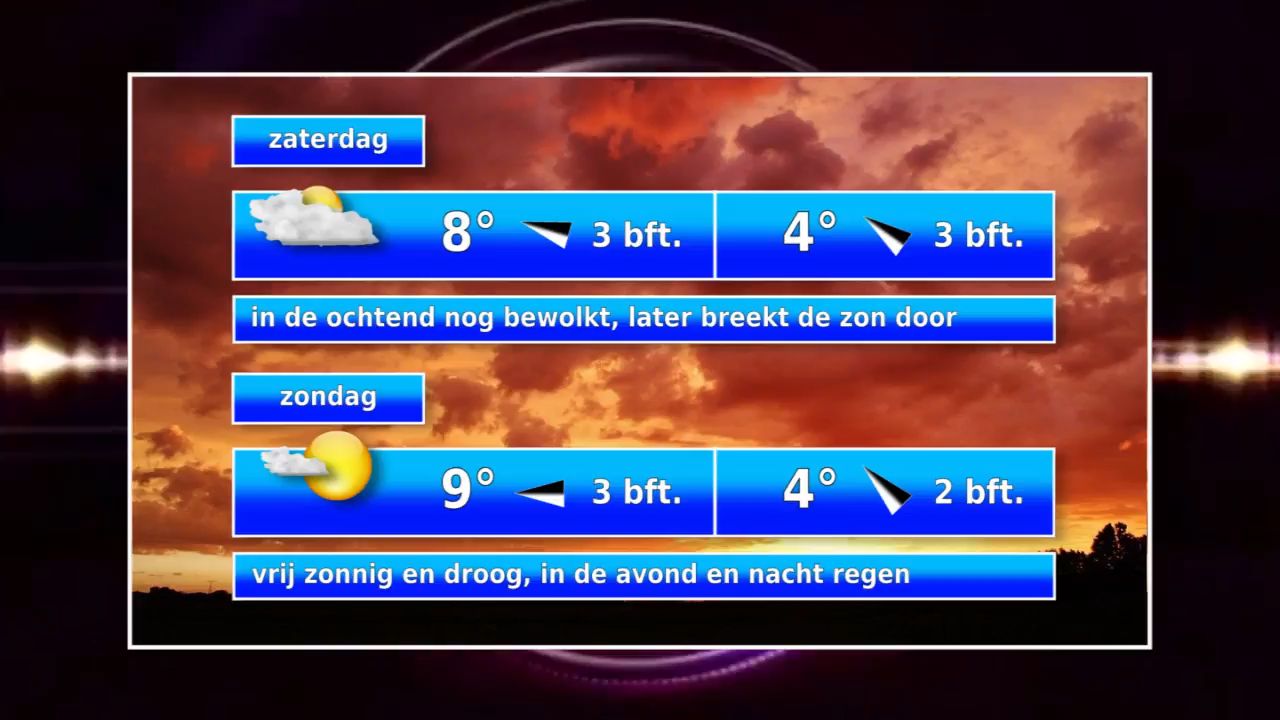 zaterdag
8° 3 bft. 4° 3 bft.
in de ochtend nog bewolkt, later breekt de zon door
zondag
9° 3 bft. 4° 2 bft.
vrij zonnig en droog, in de avond en nacht regen